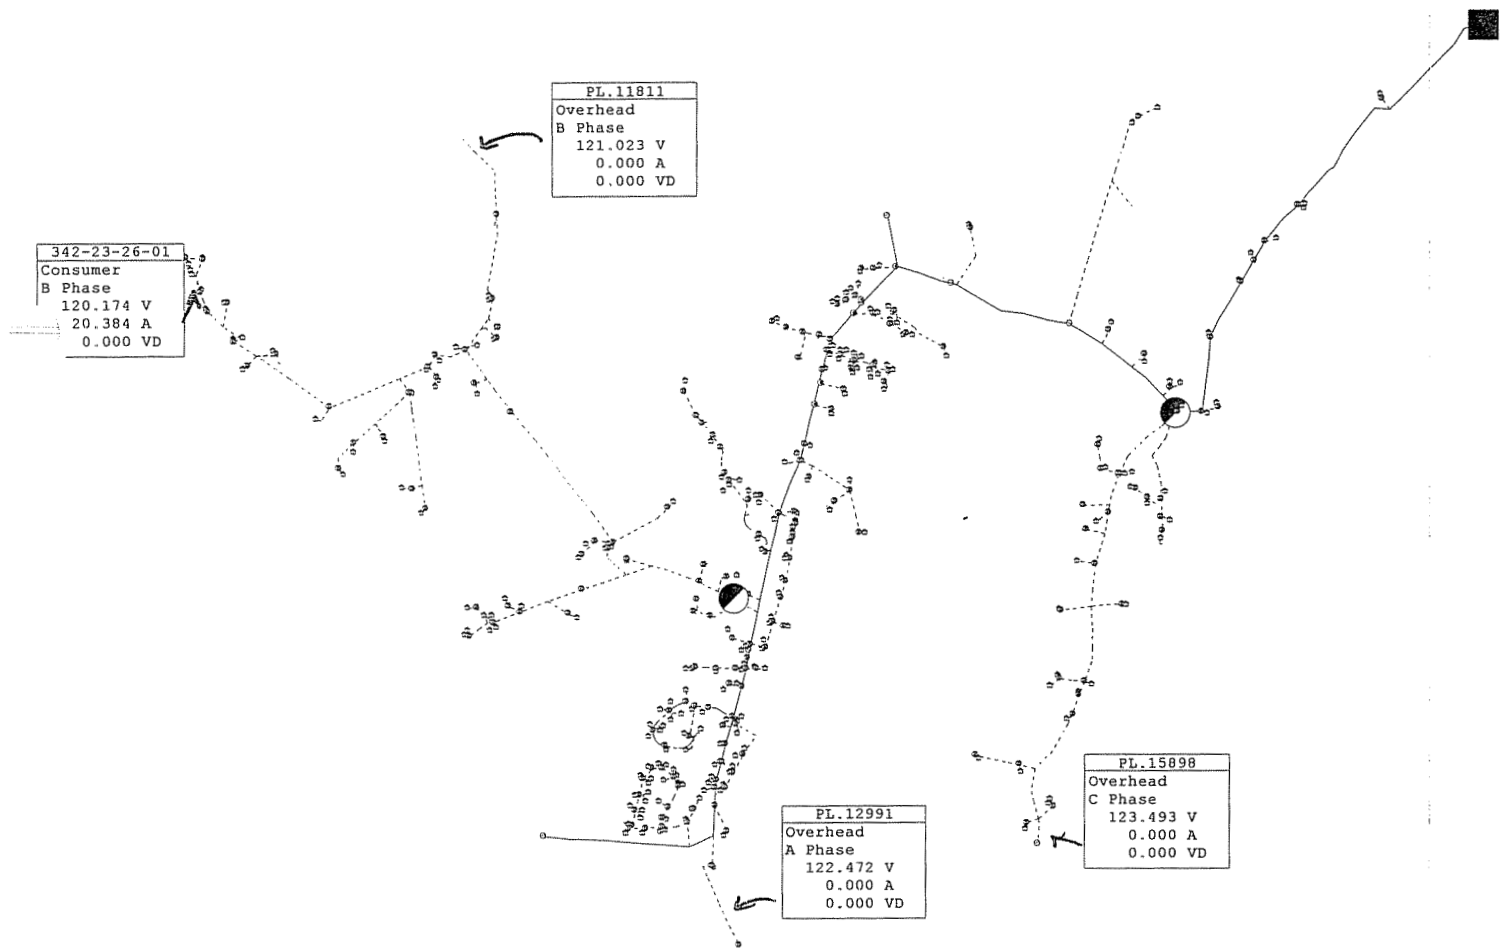 PL.11811
Overhead
B Phase
121.023 V
0.000 A
0.000 VD
342-23-26-01
Consumer
B Phase
120.174 V
20.384 A
0.000 VD
PL.15898
Overhead
C Phase
123.493 V
0.000 A
0.000 VD
PL.12991
Overhead
A Phase
122.472 V
0.000 A
0.000 VD